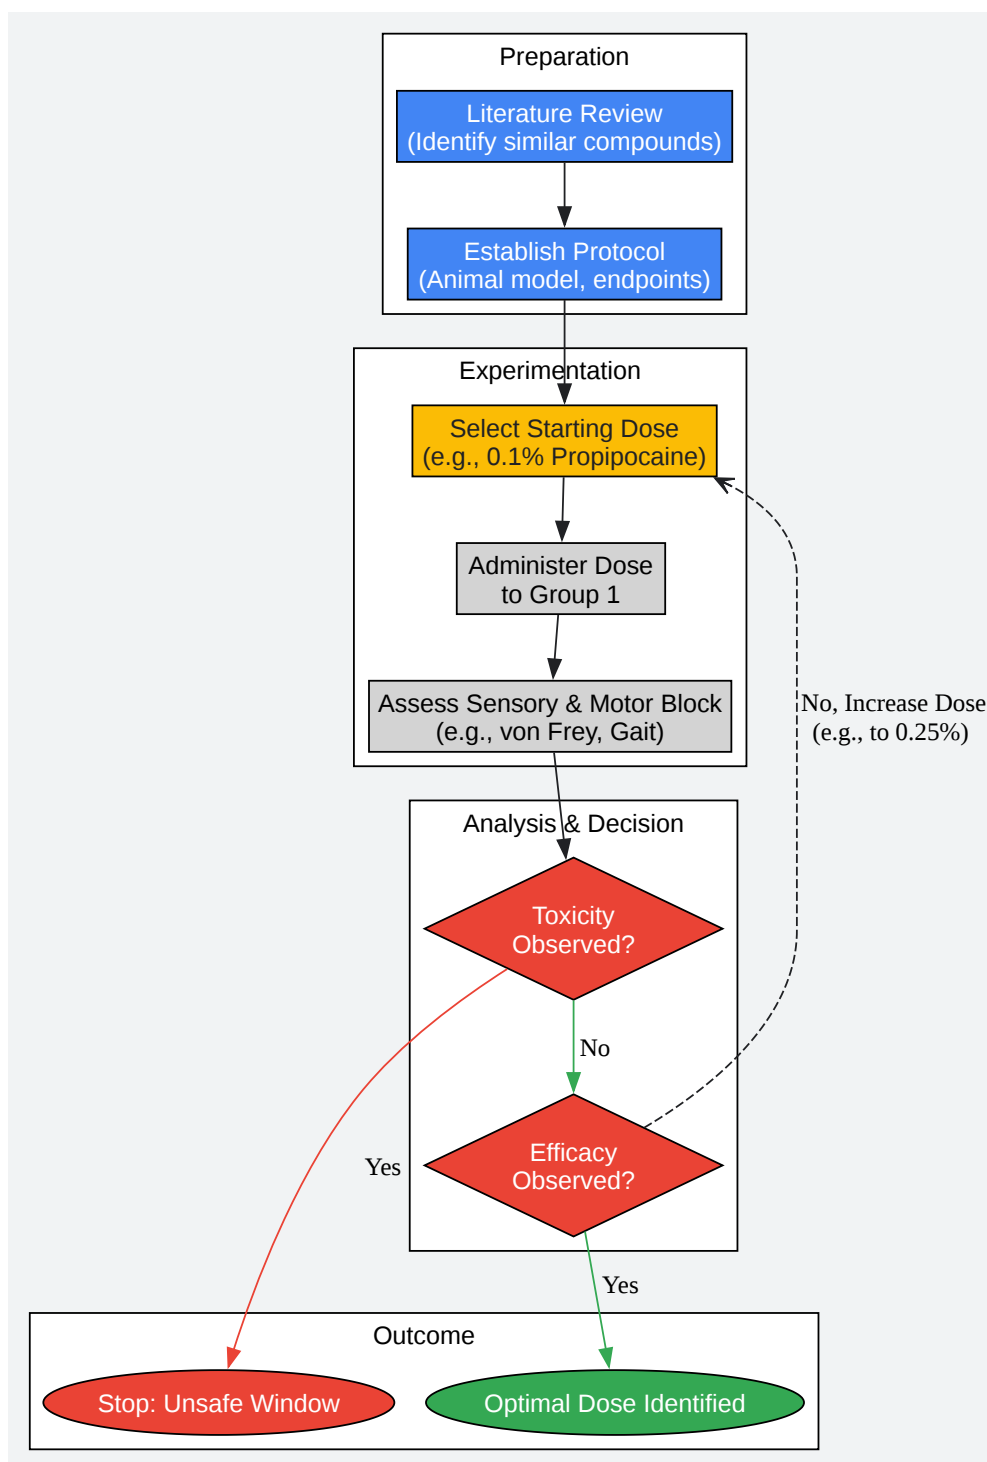 Preparation
Literature Review
(Identify similar compounds)
Establish Protocol
(Animal model, endpoints)
Experimentation
Select Starting Dose
(e.g., 0.1% Propipocaine)
Administer Dose
to Group 1
Assess Sensory & Motor Block
(e.g., von Frey, Gait)
No, Increase Dose
(e.g., to 0.25%)
Analysis & Decision
Toxicity
Observed?
No
Efficacy
Observed?
Yes
Yes
Outcome
Stop: Unsafe Window
Optimal Dose Identified